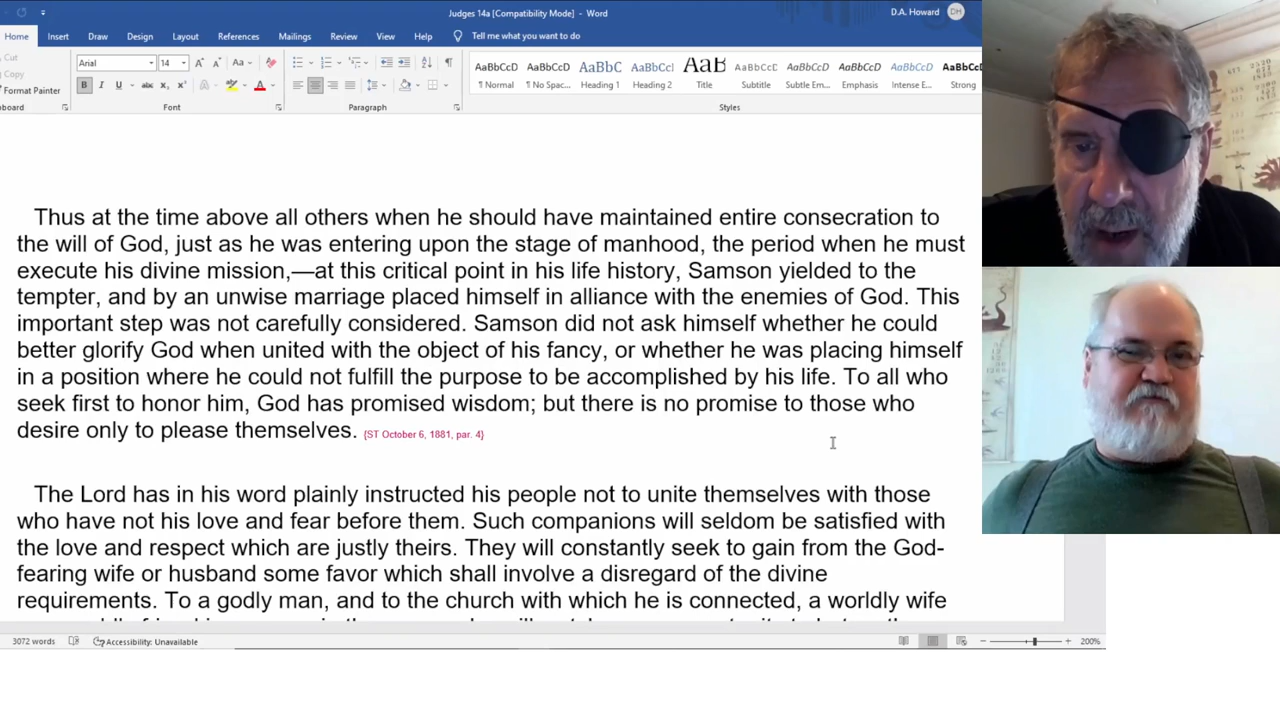 Judges 14a [Compatibility Mode] - Word
D.A. Howard
DH
Home Insert Draw Design Layout References Mailings Review View Help Tell me what you want to do
Cut
Copy
Format Painter
Arial 14
Aa
B I U abc
A
AaBbCcD AaBbCcD AaBbC AaBbCcI AaB AaBbCcD AaBbCcD AaBbCcD AaBbCcD AaBbCcD
¶ Normal ¶ No Spac... Heading 1 Heading 2 Title Subtitle Subtle Em... Emphasis Intense E... Strong
board Font Paragraph Styles
Thus at the time above all others when he should have maintained entire consecration to
the will of God, just as he was entering upon the stage of manhood, the period when he must
execute his divine mission,—at this critical point in his life history, Samson yielded to the
tempter, and by an unwise marriage placed himself in alliance with the enemies of God. This
important step was not carefully considered. Samson did not ask himself whether he could
better glorify God when united with the object of his fancy, or whether he was placing himself
in a position where he could not fulfill the purpose to be accomplished by his life. To all who
seek first to honor him, God has promised wisdom; but there is no promise to those who
desire only to please themselves. {ST October 6, 1881, par. 4}
The Lord has in his word plainly instructed his people not to unite themselves with those
who have not his love and fear before them. Such companions will seldom be satisfied with
the love and respect which are justly theirs. They will constantly seek to gain from the God-
fearing wife or husband some favor which shall involve a disregard of the divine
requirements. To a godly man, and to the church with which he is connected, a worldly wife
3072 words Accessibility: Unavailable 200%